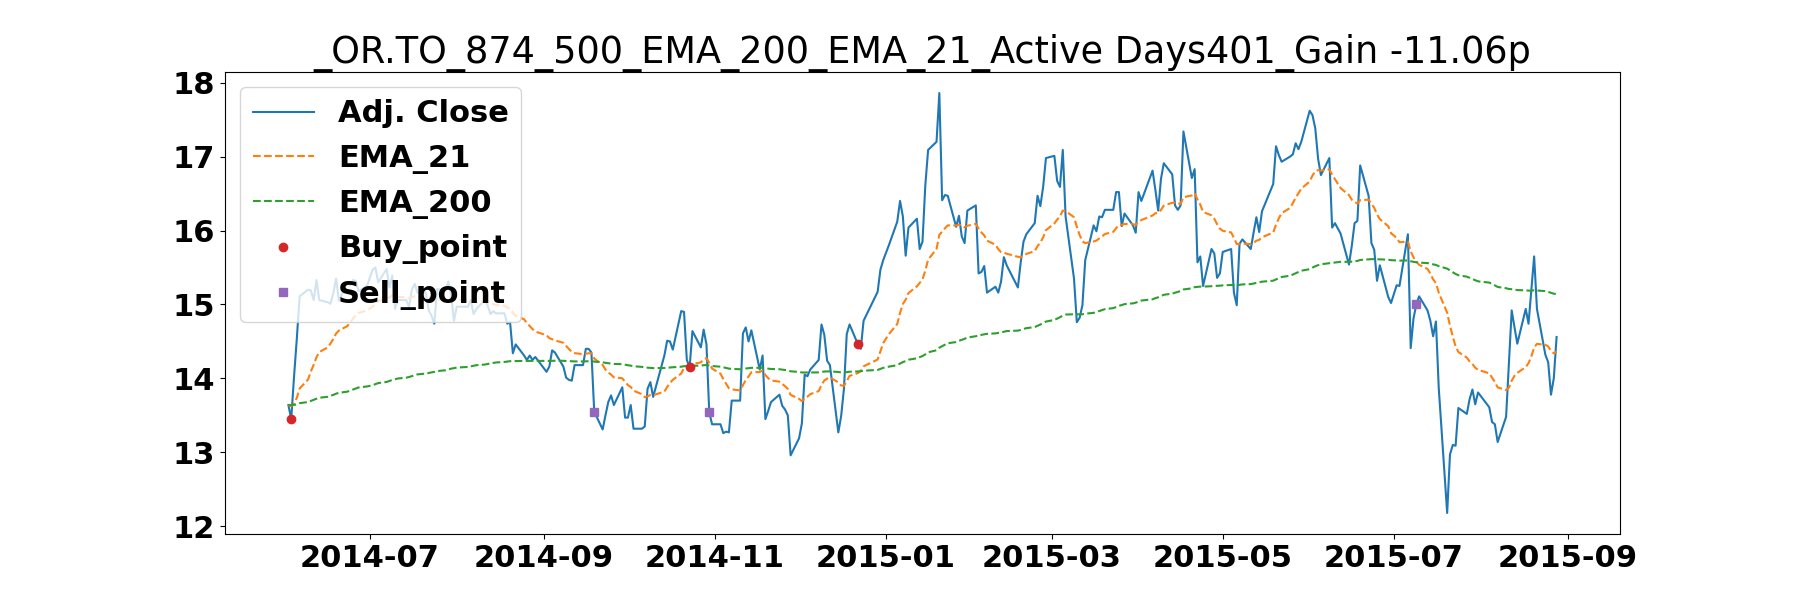 _OR.TO_874_500_EMA_200_EMA_21_Active Days401_Gain -11.06p
18
17
16
15
14
13
12
Adj. Close
EMA_21
EMA_200
Buy_point
Sell_point
2014-07 2014-09 2014-11 2015-01 2015-03 2015-05 2015-07 2015-09